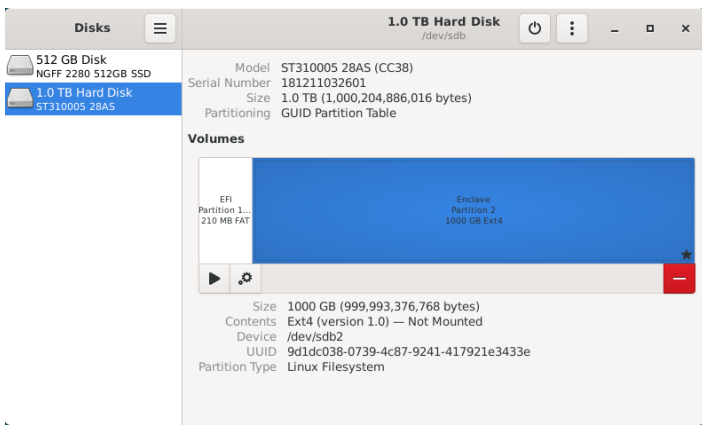 Disks
1.0 TB Hard Disk
/dev/sdb
512 GB Disk
NGFF 2280 512GB SSD
1.0 TB Hard Disk
ST310005 28AS
Model ST310005 28AS (CC38)
Serial Number 181211032601
Size 1.0 TB (1,000,204,886,016 bytes)
Partitioning GUID Partition Table
Volumes
EFI
Partition 1...
210 MB FAT
Enclave
Partition 2
1000 GB Ext4
Size 1000 GB (999,993,376,768 bytes)
Contents Ext4 (version 1.0) — Not Mounted
Device /dev/sdb2
UUID 9d1dc038-0739-4c87-9241-417921e3433e
Partition Type Linux Filesystem